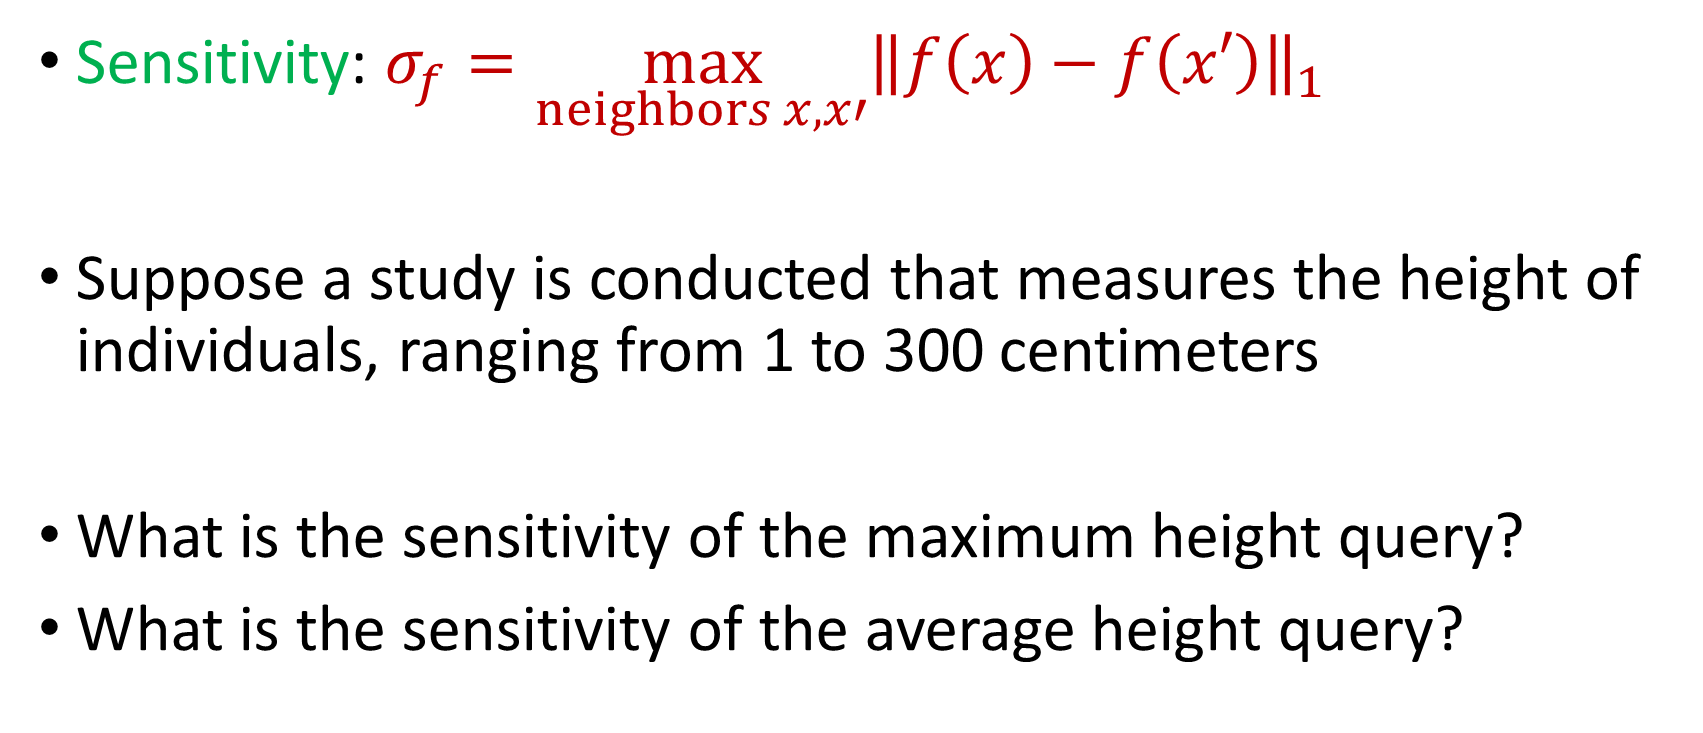 • Sensitivity: σ_f = max_{neighbors x,x′} ‖f(x) − f(x′)‖₁
• Suppose a study is conducted that measures the height of
individuals, ranging from 1 to 300 centimeters
• What is the sensitivity of the maximum height query?
• What is the sensitivity of the average height query?